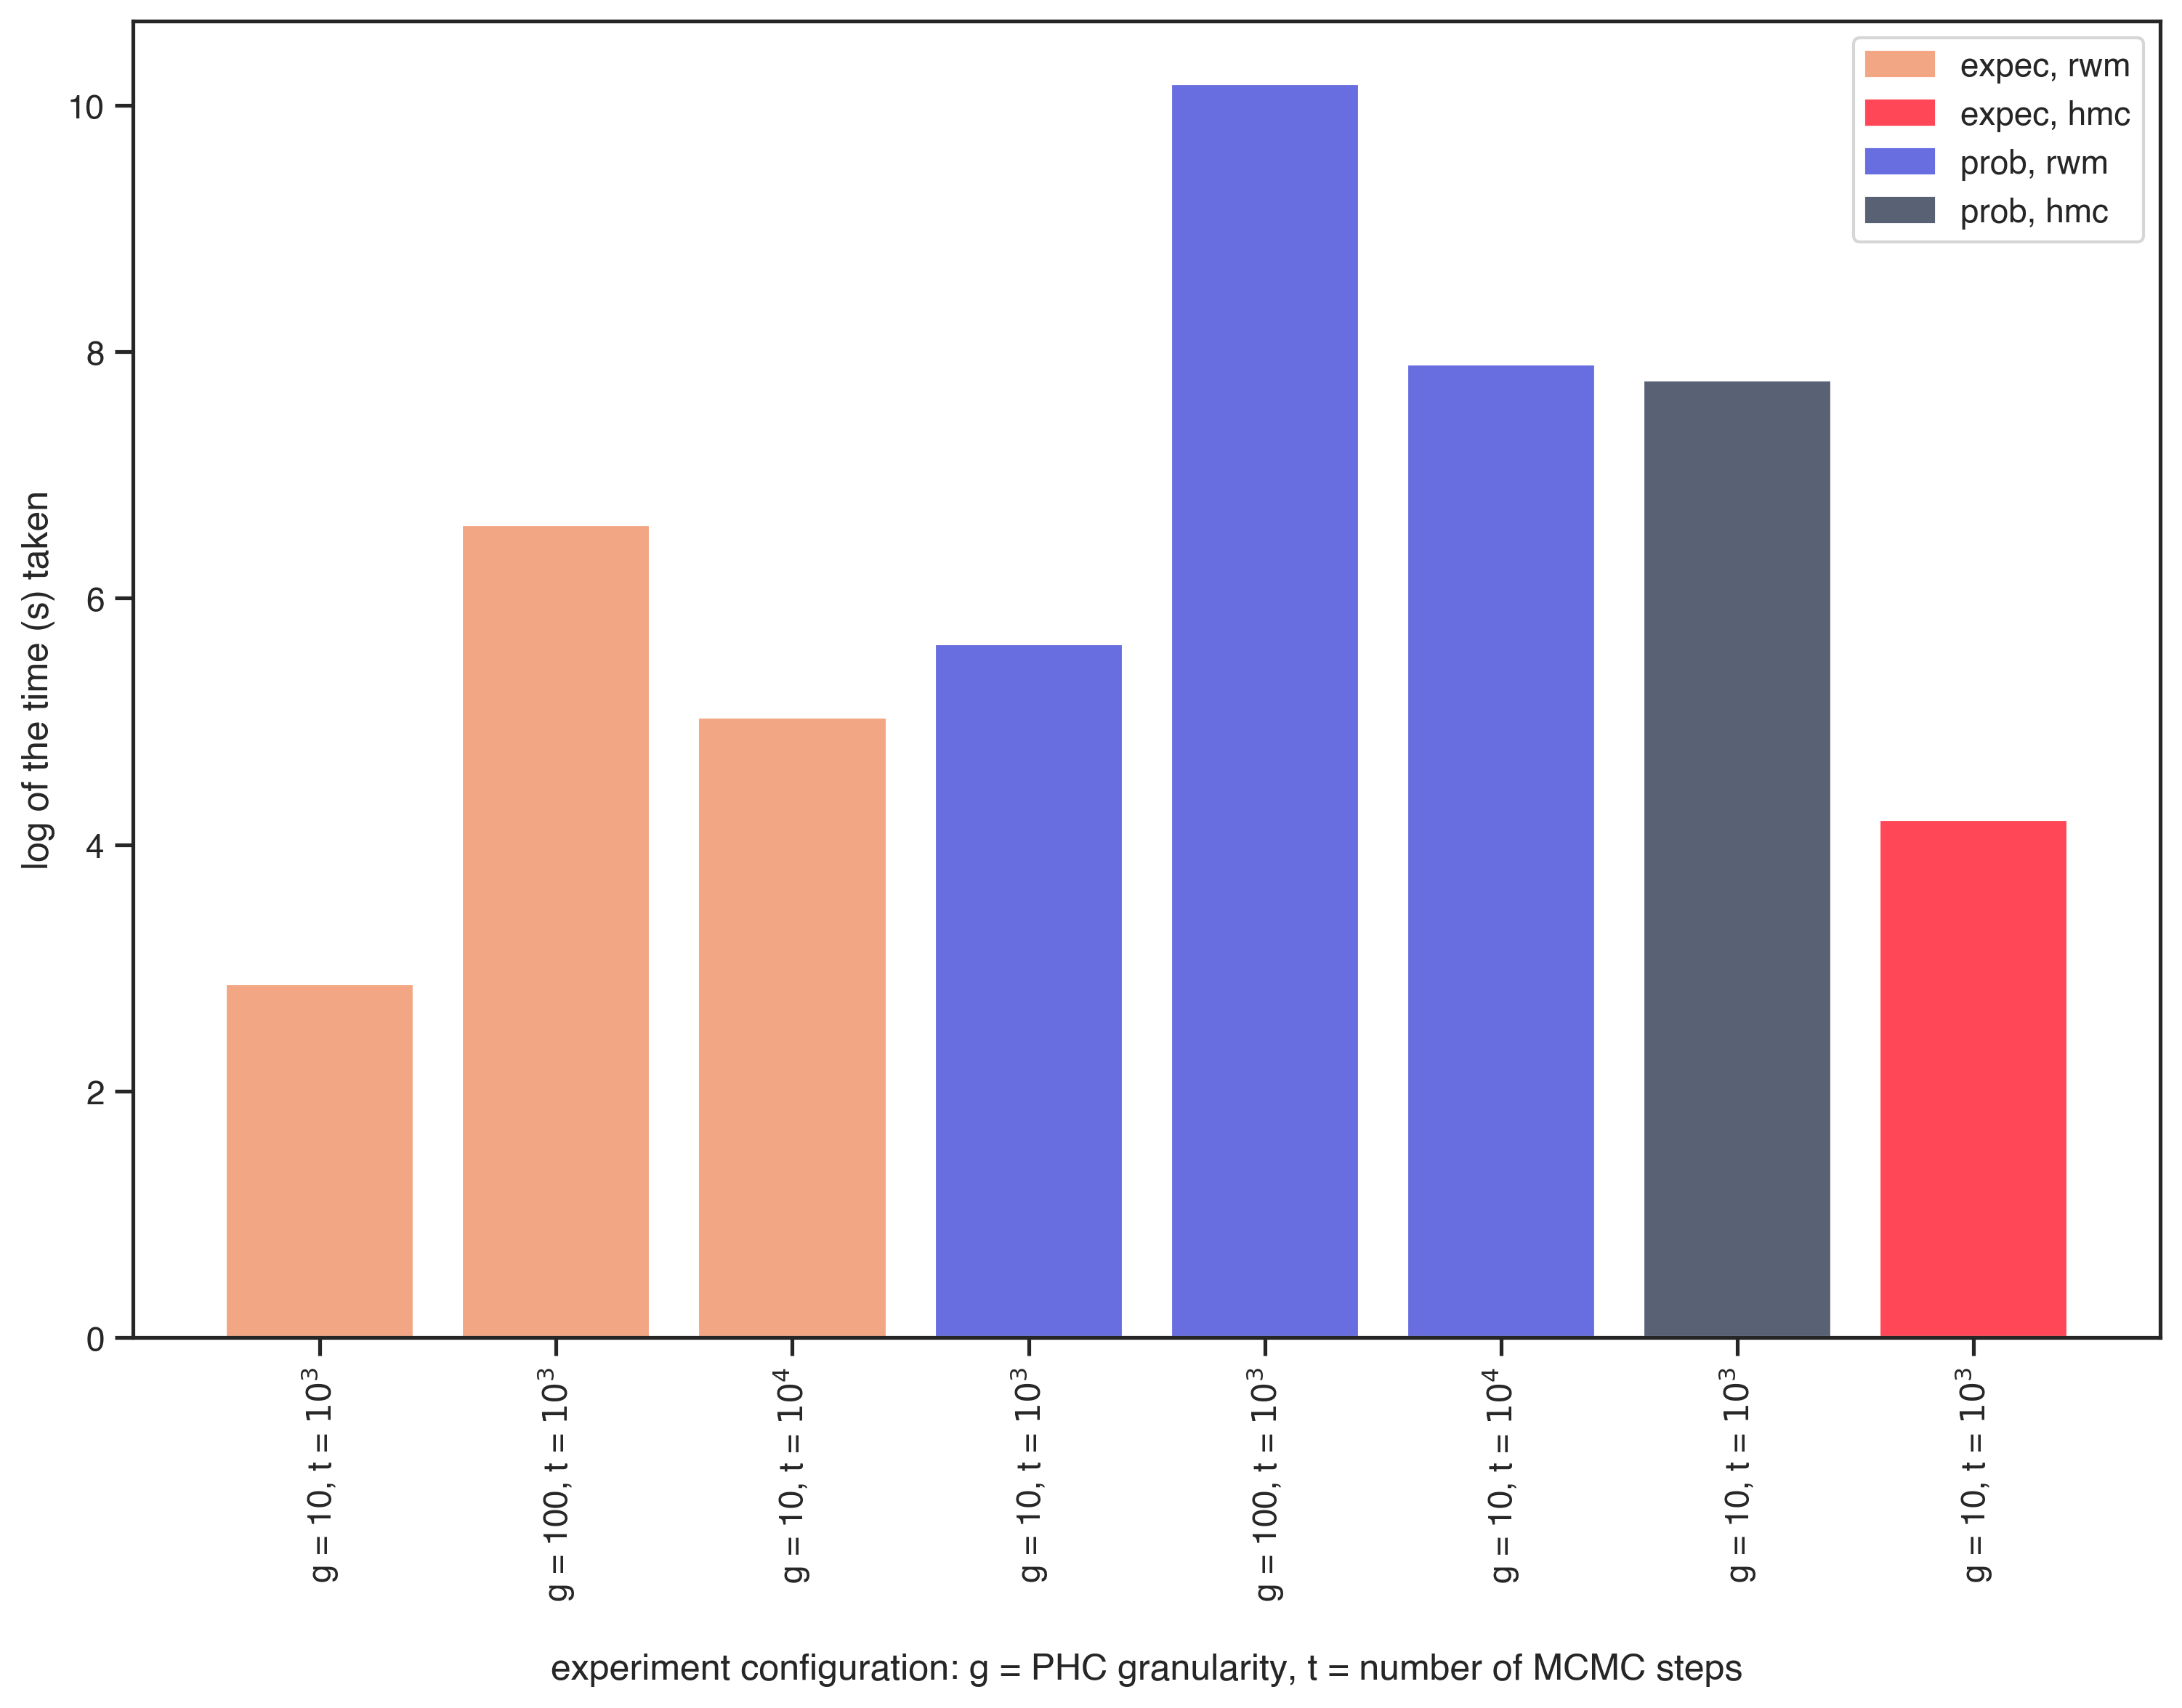 expec, rwm
expec, hmc
prob, rwm
prob, hmc
log of the time (s) taken
10
8
6
4
2
0
g = 10, t = 10³
g = 100, t = 10³
g = 10, t = 10⁴
g = 10, t = 10³
g = 100, t = 10³
g = 10, t = 10⁴
g = 10, t = 10³
g = 10, t = 10³
experiment configuration: g = PHC granularity, t = number of MCMC steps